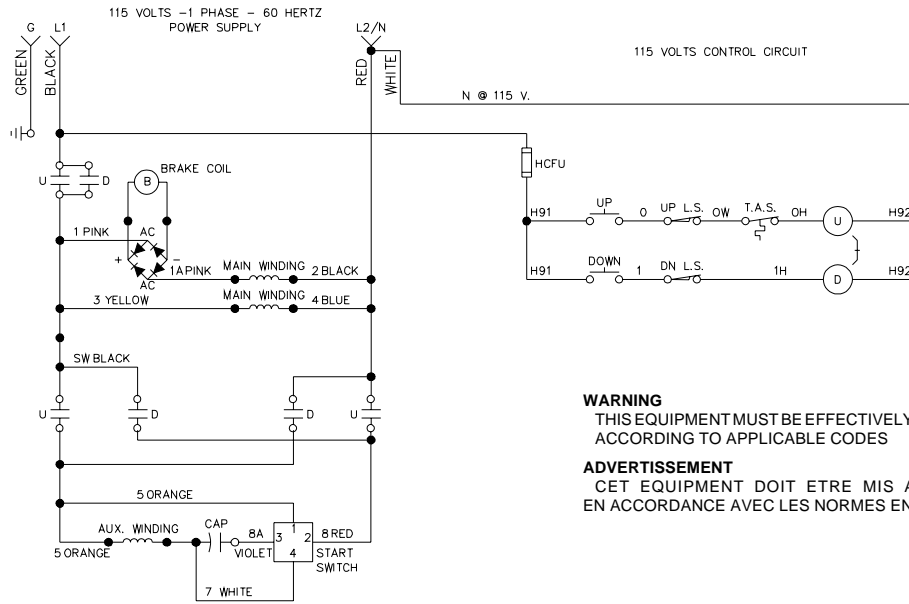 115 VOLTS -1 PHASE - 60 HERTZ
POWER SUPPLY
G L1 L2/N
GREEN
BLACK
RED
WHITE
115 VOLTS CONTROL CIRCUIT
N @ 115 V.
HCFU
U D
BRAKE COIL
B
1 PINK AC
+ -
AC
1A PINK MAIN WINDING 2 BLACK
3 YELLOW MAIN WINDING 4 BLUE
H91 UP 0 UP L.S. OW T.A.S. OH U H92
H91 DOWN 1 DN L.S. 1H D H92
SW BLACK
U D D U
5 ORANGE
5 ORANGE AUX. WINDING CAP 8A VIOLET
3 1 2 4
8 RED
START
SWITCH
7 WHITE
WARNING
THIS EQUIPMENT MUST BE EFFECTIVELY
ACCORDING TO APPLICABLE CODES
ADVERTISSEMENT
CET EQUIPMENT DOIT ETRE MIS A
EN ACCORDANCE AVEC LES NORMES EN